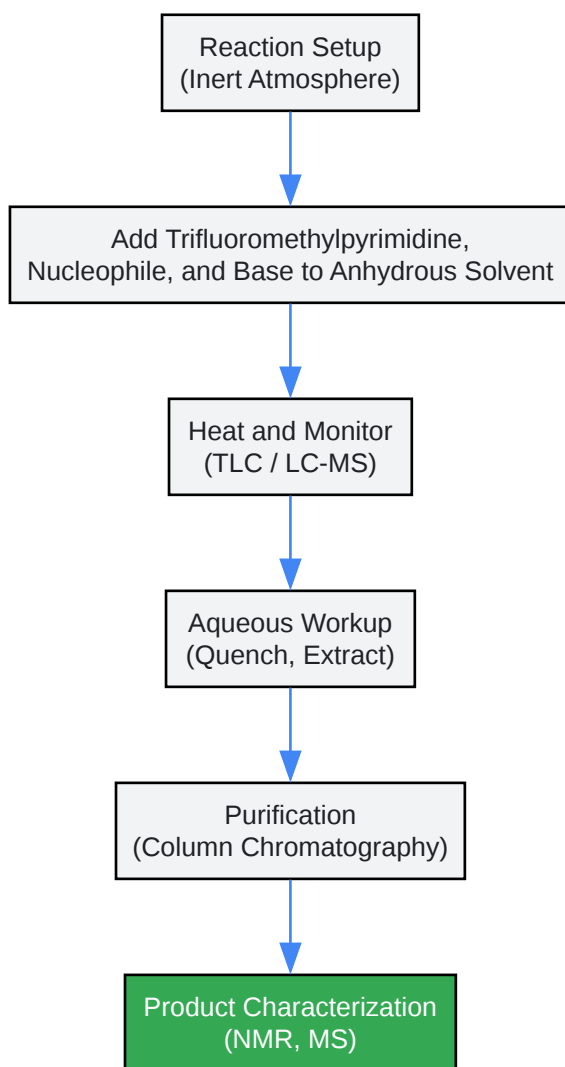 Reaction Setup
(Inert Atmosphere)
Add Trifluoromethylpyrimidine,
Nucleophile, and Base to Anhydrous Solvent
Heat and Monitor
(TLC / LC-MS)
Aqueous Workup
(Quench, Extract)
Purification
(Column Chromatography)
Product Characterization
(NMR, MS)